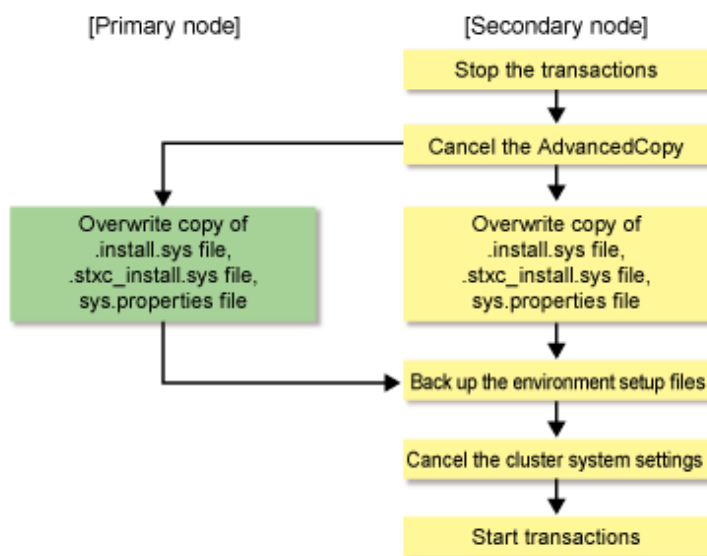 [Primary node]
[Secondary node]
Stop the transactions
Cancel the AdvancedCopy
Overwrite copy of
.install.sys file,
.stxc_install.sys file,
sys.properties file
Overwrite copy of
.install.sys file,
.stxc_install.sys file,
sys.properties file
Back up the environment setup files
Cancel the cluster system settings
Start transactions